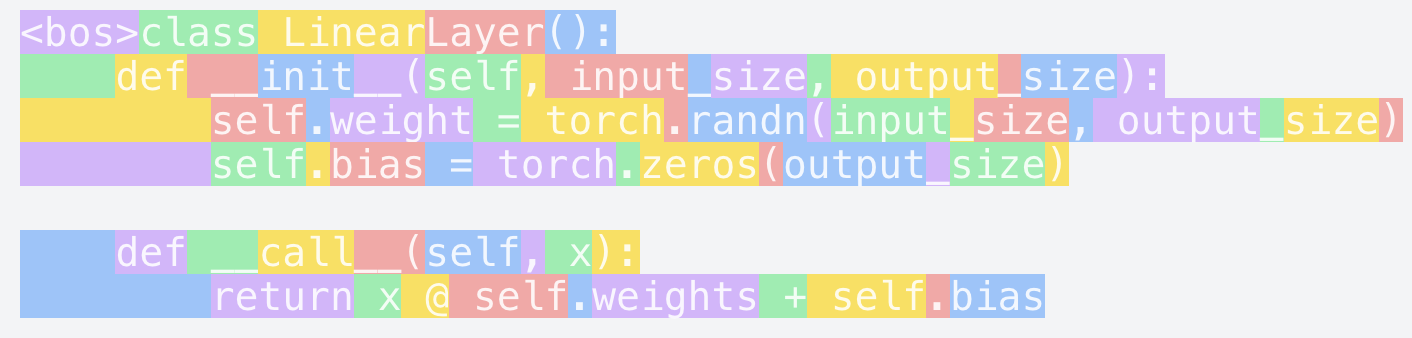 <bos>class LinearLayer():
    def __init__(self, input_size, output_size):
        self.weight = torch.randn(input_size, output_size)
        self.bias = torch.zeros(output_size)

    def __call__(self, x):
        return x @ self.weights + self.bias